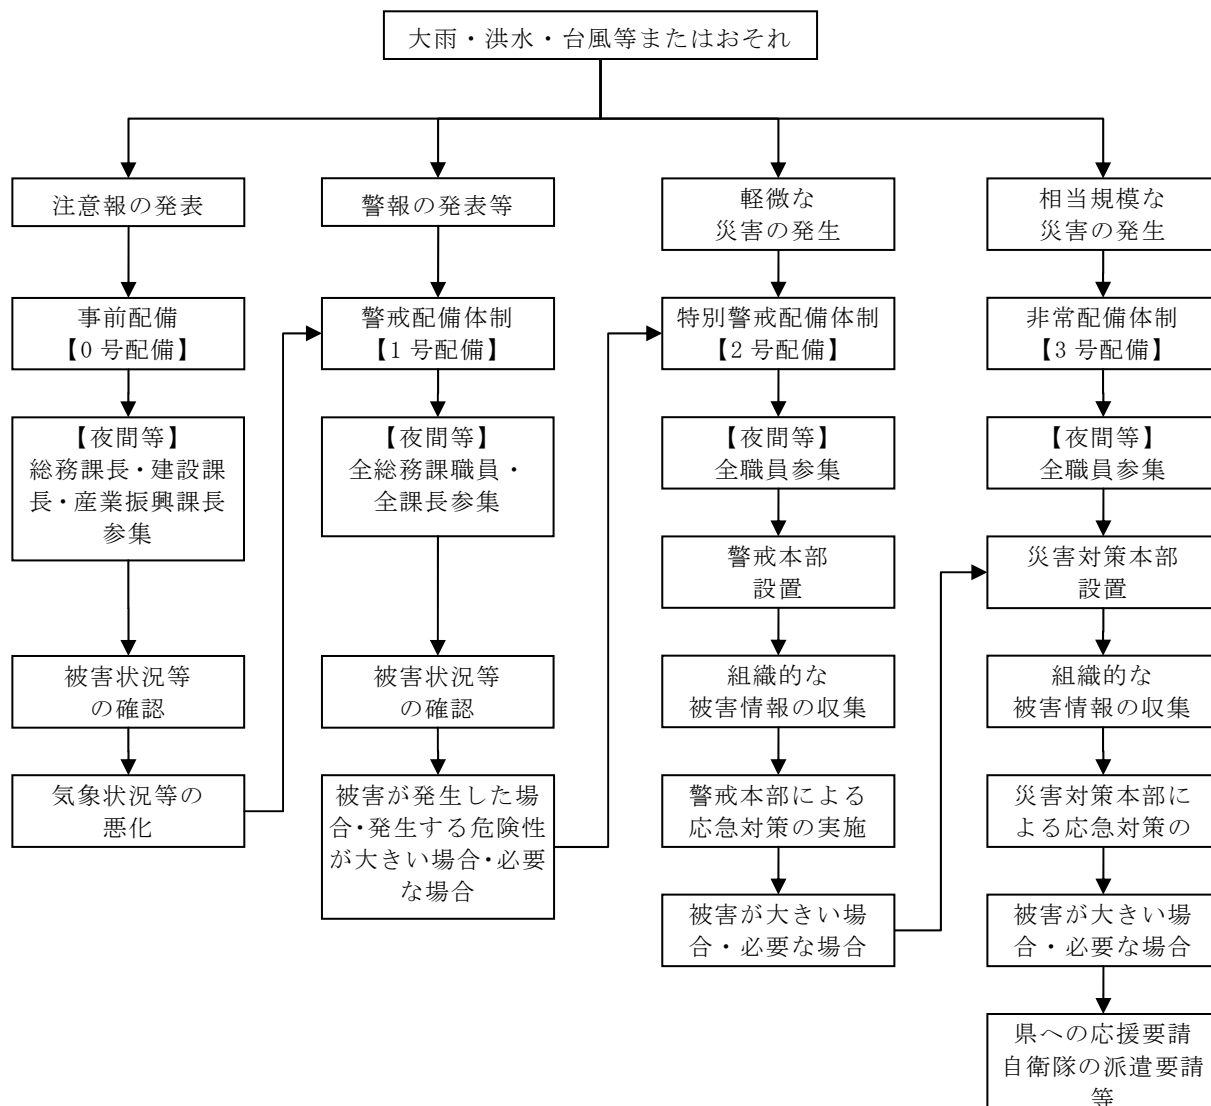 大雨・洪水・台風等またはおそれ
注意報の発表
事前配備
【0 号配備】
【夜間等】
総務課長・建設課
長・産業振興課長
参集
被害状況等
の確認
気象状況等の
悪化
警報の発表等
警戒配備体制
【1 号配備】
【夜間等】
全総務課職員・
全課長参集
被害状況等
の確認
被害が発生した場
合・発生する危険性
が大きい場合・必要
な場合
軽微な
災害の発生
特別警戒配備体制
【2 号配備】
【夜間等】
全職員参集
警戒本部
設置
組織的な
被害情報の収集
警戒本部による
応急対策の実施
被害が大きい場
合・必要な場合
相当規模な
災害の発生
非常配備体制
【3 号配備】
【夜間等】
全職員参集
災害対策本部
設置
組織的な
被害情報の収集
災害対策本部に
よる応急対策の
被害が大きい場
合・必要な場合
県への応援要請
自衛隊の派遣要請
等